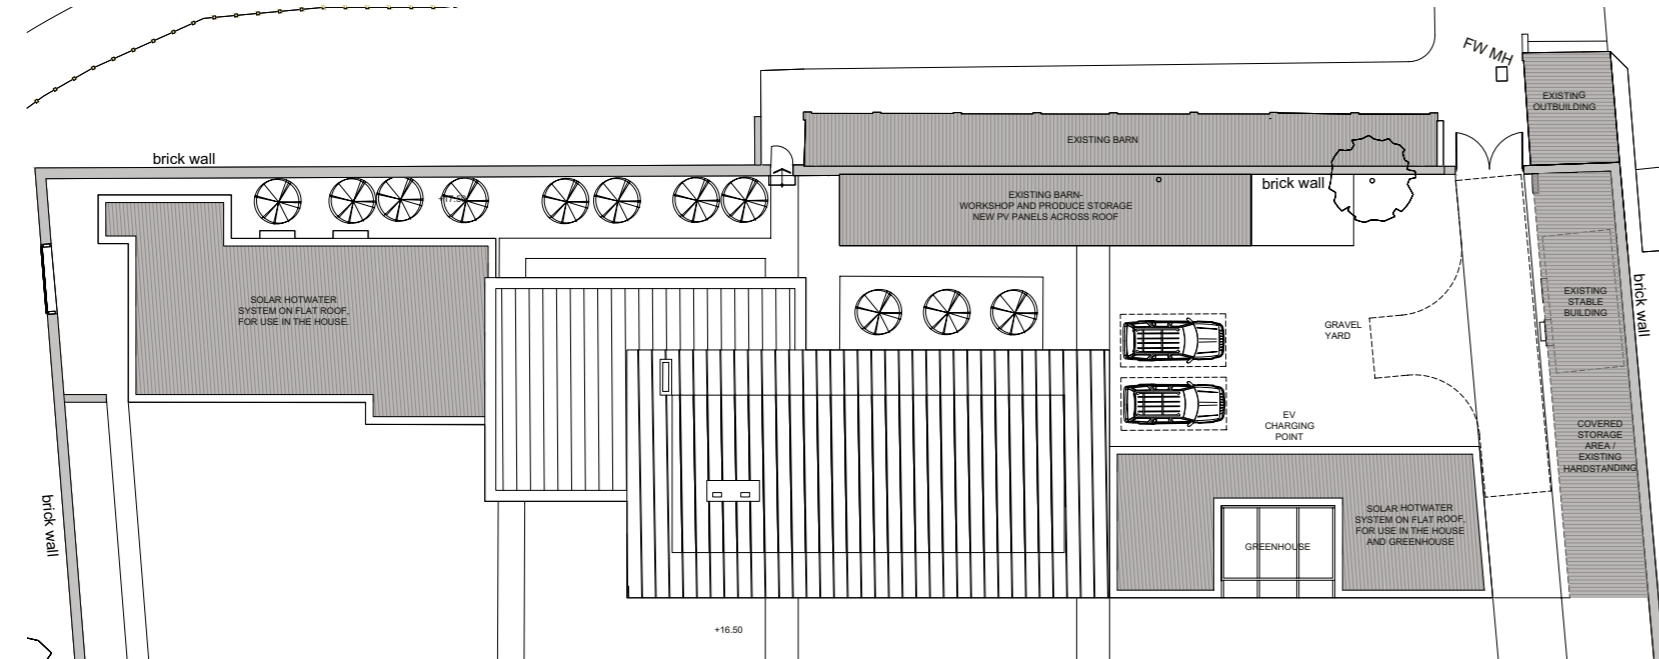 FW MH
EXISTING
OUTBUILDING
EXISTING BARN
brick wall
brick wall
EXISTING BARN-
WORKSHOP AND PRODUCE STORAGE
NEW PV PANELS ACROSS ROOF
+17.50
SOLAR HOTWATER
SYSTEM ON FLAT ROOF,
FOR USE IN THE HOUSE.
EXISTING
STABLE
BUILDING
brick wall
GRAVEL
YARD
EV
CHARGING
POINT
COVERED
STORAGE
AREA /
EXISTING
HARDSTANDING
brick wall
SOLAR HOTWATER
SYSTEM ON FLAT ROOF,
FOR USE IN THE HOUSE
AND GREENHOUSE
GREENHOUSE
+16.50